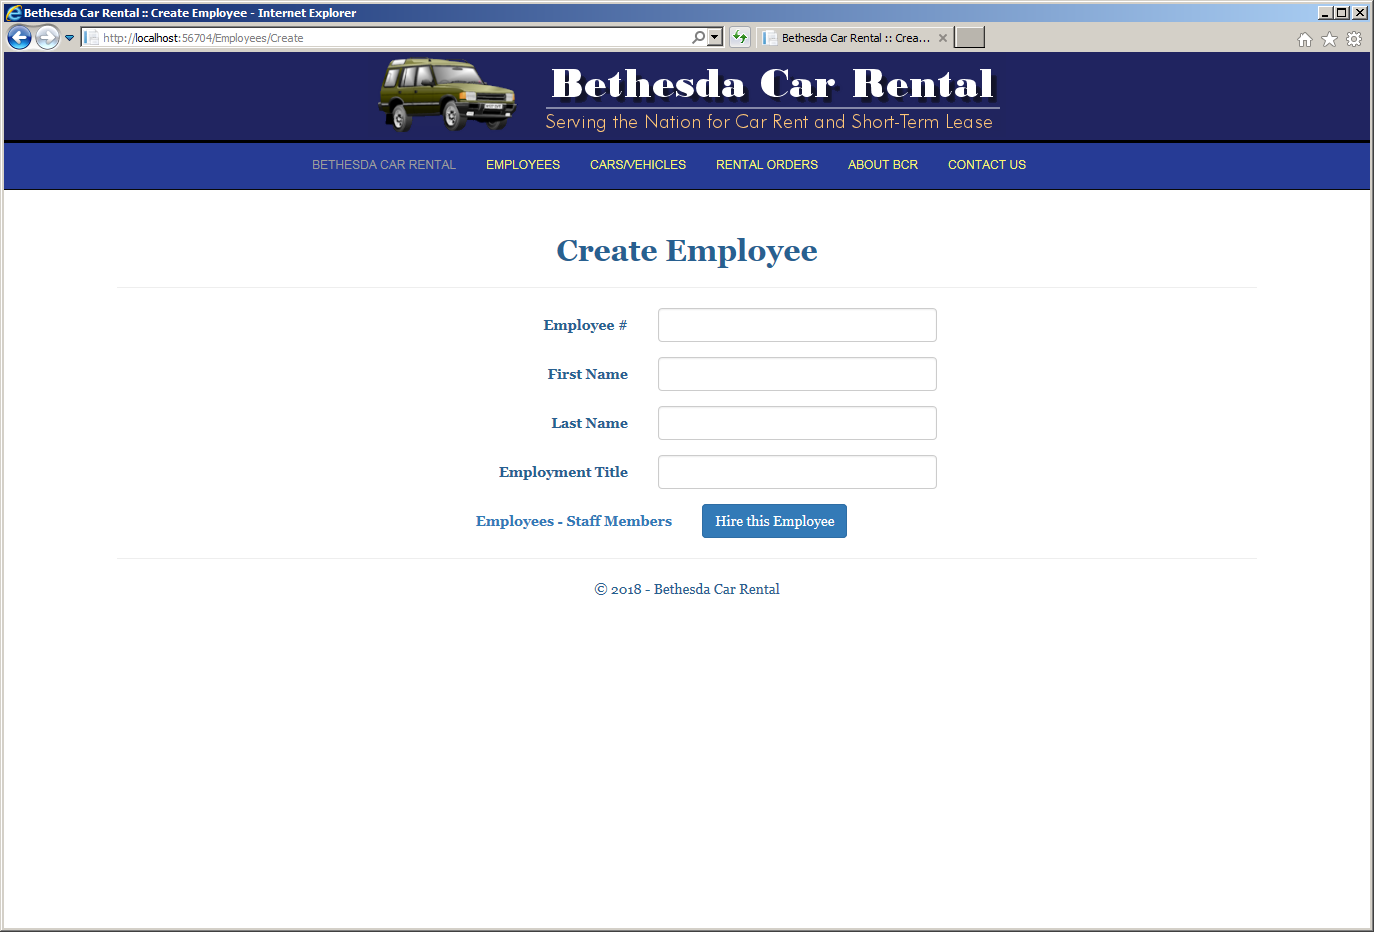 Bethesda Car Rental :: Create Employee - Internet Explorer
http://localhost:56704/Employees/Create
Bethesda Car Rental :: Crea...
Bethesda Car Rental
Serving the Nation for Car Rent and Short-Term Lease
BETHESDA CAR RENTAL EMPLOYEES CARS/VEHICLES RENTAL ORDERS ABOUT BCR CONTACT US
Create Employee
Employee #
First Name
Last Name
Employment Title
Employees - Staff Members Hire this Employee
© 2018 - Bethesda Car Rental